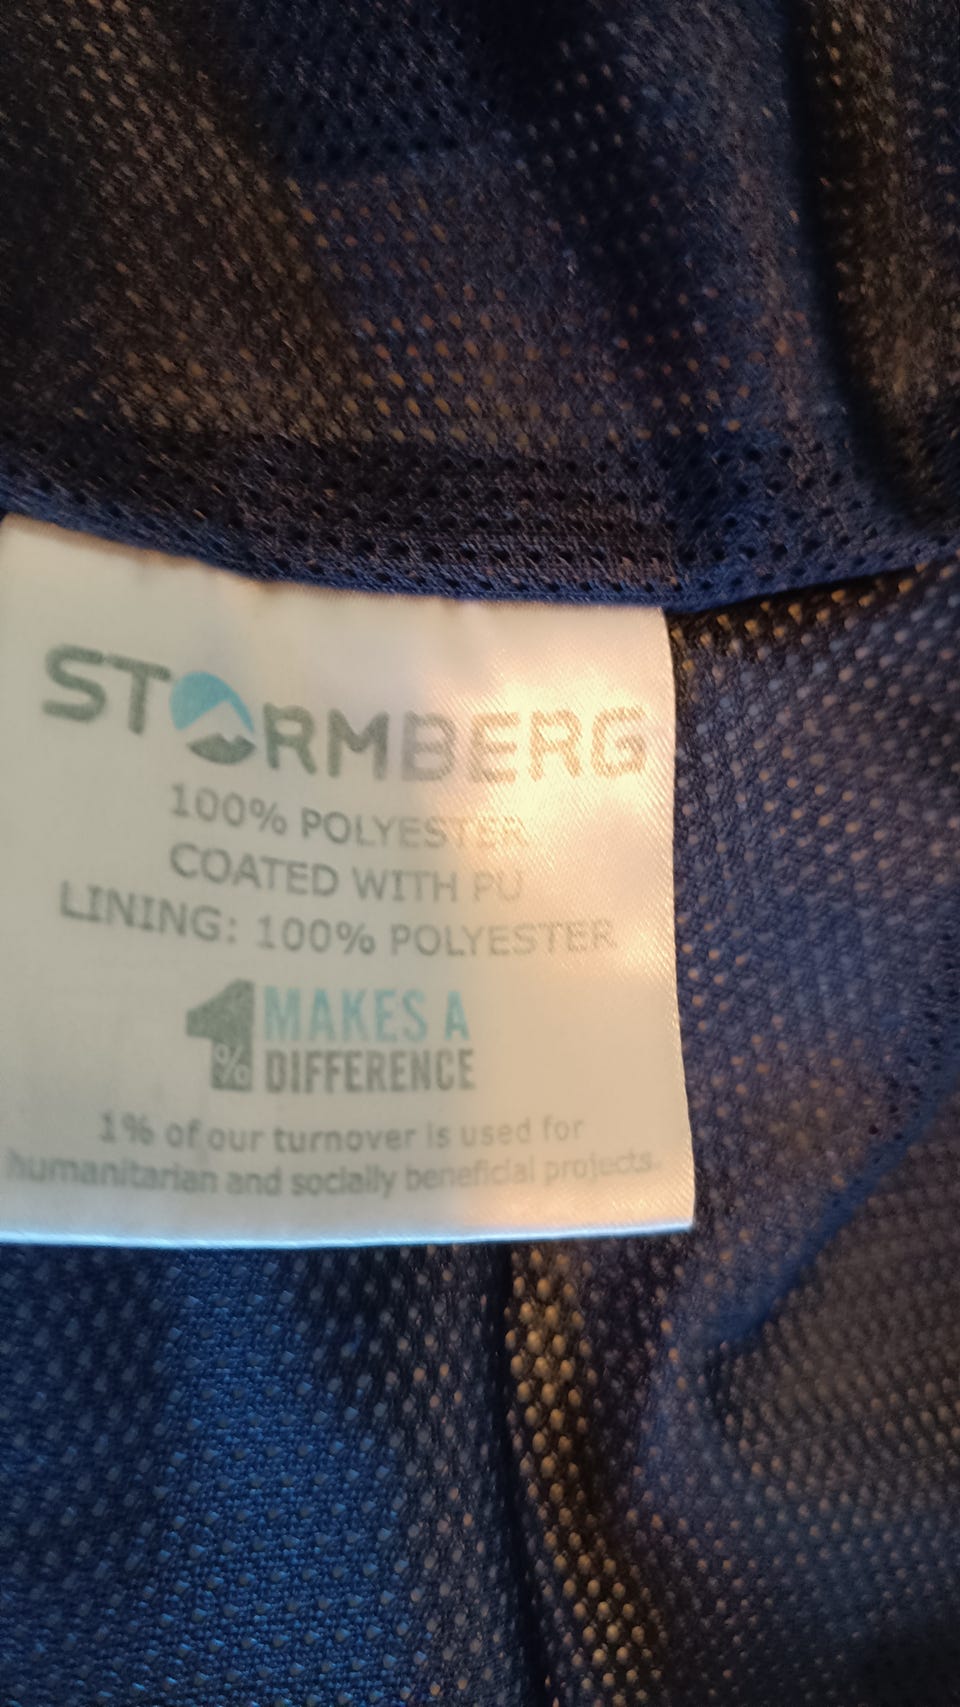 STORMBERG
100% POLYESTER
COATED WITH PU
LINING: 100% POLYESTER
1% MAKES A
DIFFERENCE
1% of our turnover is used for
humanitarian and socially beneficial projects.